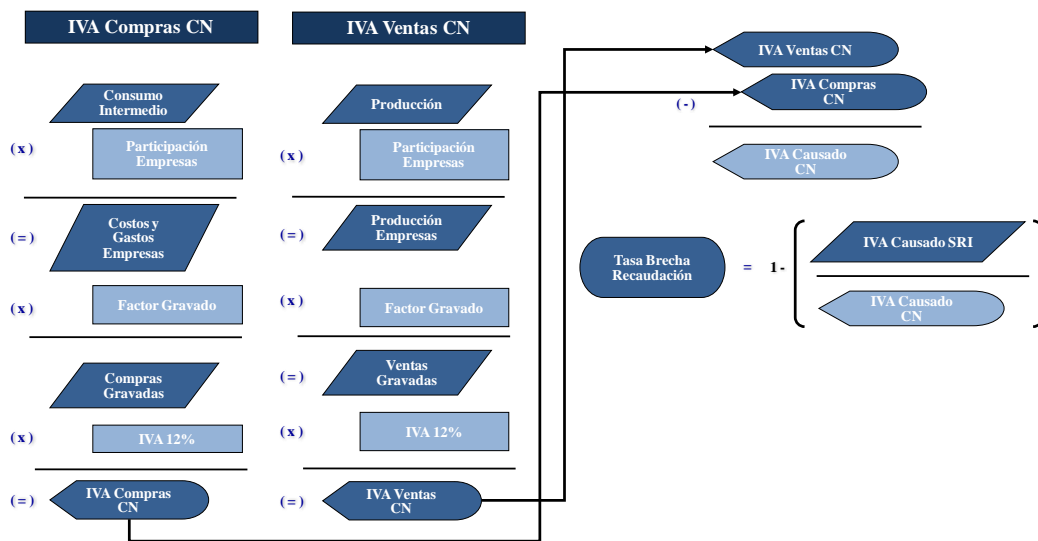 IVA Compras CN
Consumo
Intermedio
(x)
Participación
Empresas
(=)
Costos y
Gastos
Empresas
(x)
Factor Gravado
Compras
Gravadas
(x)
IVA 12%
(=)
IVA Compras
CN
IVA Ventas CN
Producción
(x)
Participación
Empresas
(=)
Producción
Empresas
(x)
Factor Gravado
(=)
Ventas
Gravadas
(x)
IVA 12%
(=)
IVA Ventas
CN
IVA Ventas CN
(-)
IVA Compras
CN
IVA Causado
CN
Tasa Brecha
Recaudación
=
1-
IVA Causado SRI
IVA Causado
CN